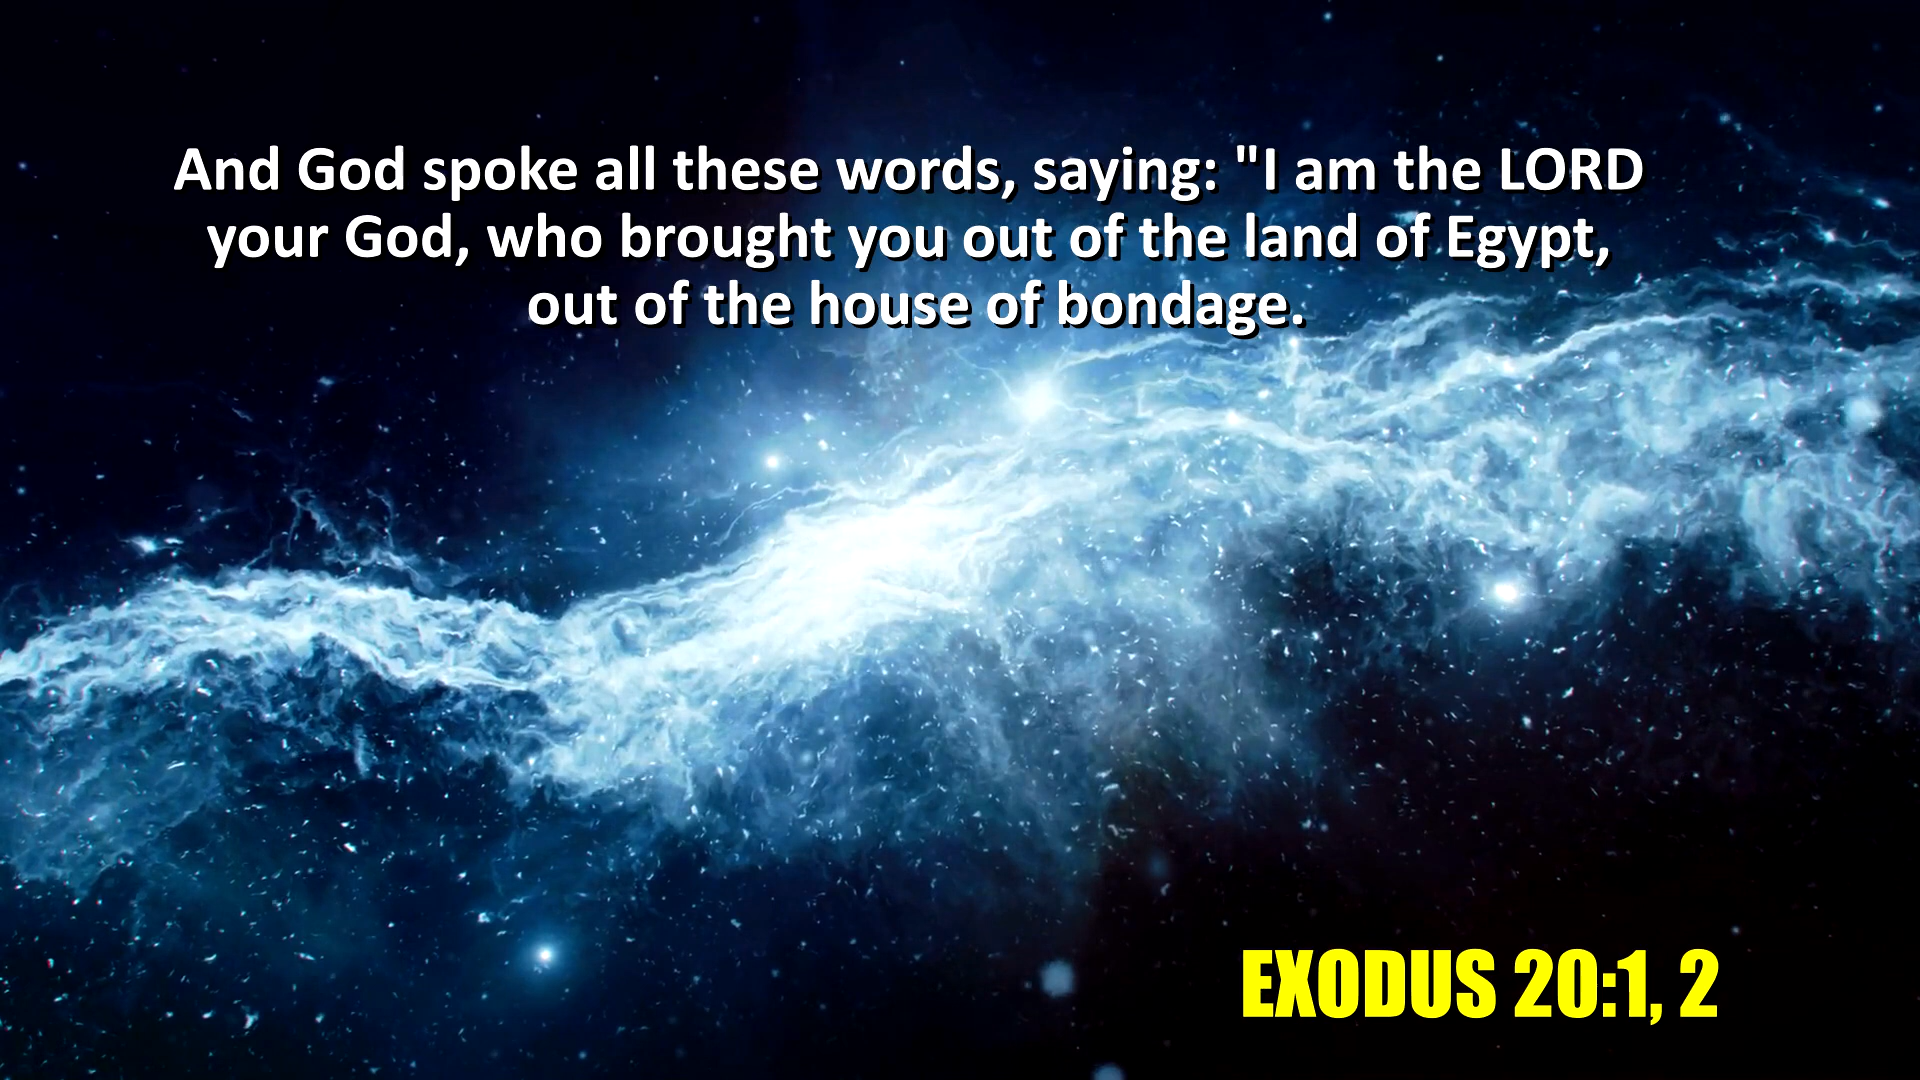 And God spoke all these words, saying: "I am the LORD
your God, who brought you out of the land of Egypt,
out of the house of bondage.
EXODUS 20:1, 2